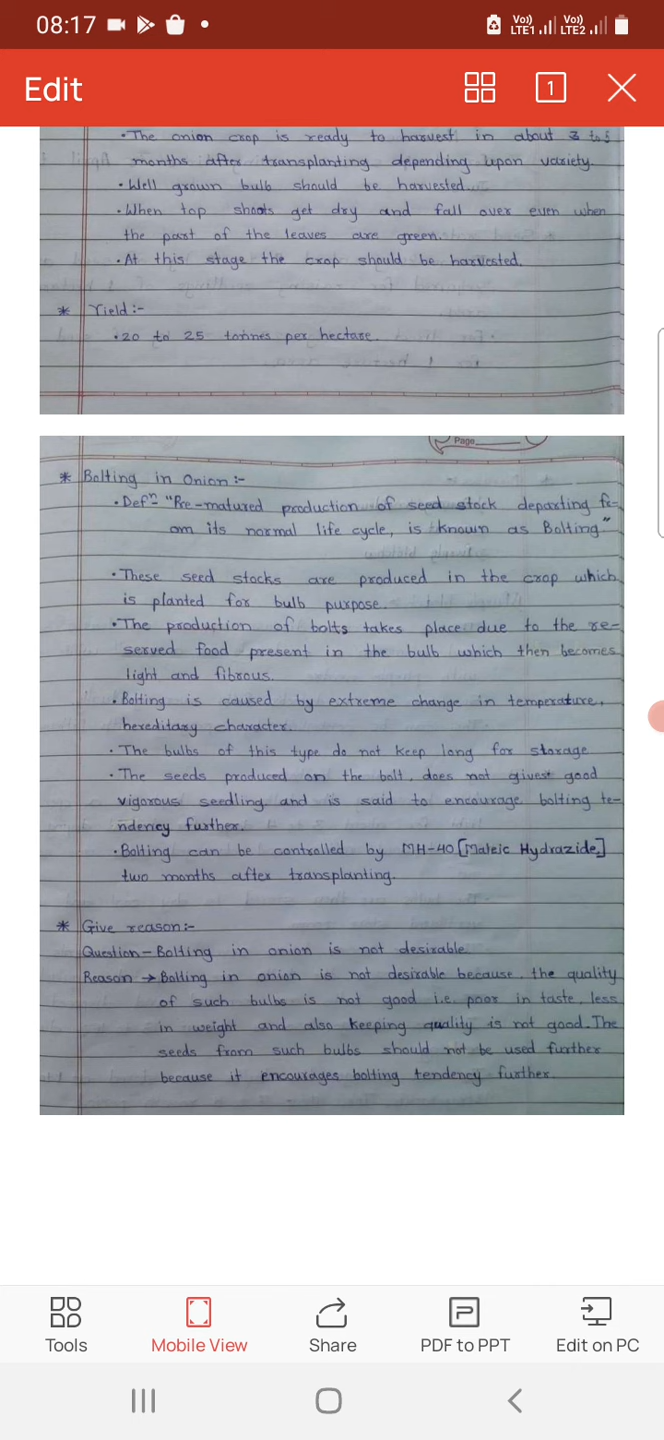 08:17
Vo)) LTE1 Vo)) LTE2
Edit
1
•The onion crop is ready to harvest in about 3 to 5
months after transplanting depending upon variety.
•Well grown bulb should be harvested.
•When top shoots get dry and fall over even when
the part of the leaves are green.
•At this stage the crop should be harvested.
* Yield :-
•20 to 25 tonnes per hectare.
Page
* Bolting in Onion :-
•Defn- "Pre-matured production of seed stock departing fr-
om its normal life cycle, is known as Bolting."
•These seed stocks are produced in the crop which
is planted for bulb purpose.
•The production of bolts takes place due to the re-
served food present in the bulb which then becomes
light and fibrous.
•Bolting is caused by extreme change in temperature,
hereditary character.
•The bulbs of this type do not keep long for storage
•The seeds produced on the bolt, does not givest good
vigorous seedling and is said to encourage bolting te-
ndency further.
•Bolting can be controlled by MH-40 [Maleic Hydrazide]
two months after transplanting.
* Give reason :-
Question - Bolting in onion is not desirable
Reason → Bolting in onion is not desirable because, the quality
of such bulbs is not good i.e. poor in taste, less
in weight and also keeping quality is not good. The
seeds from such bulbs should not be used further
because it encourages bolting tendency further.
Tools
Mobile View
Share
PDF to PPT
Edit on PC